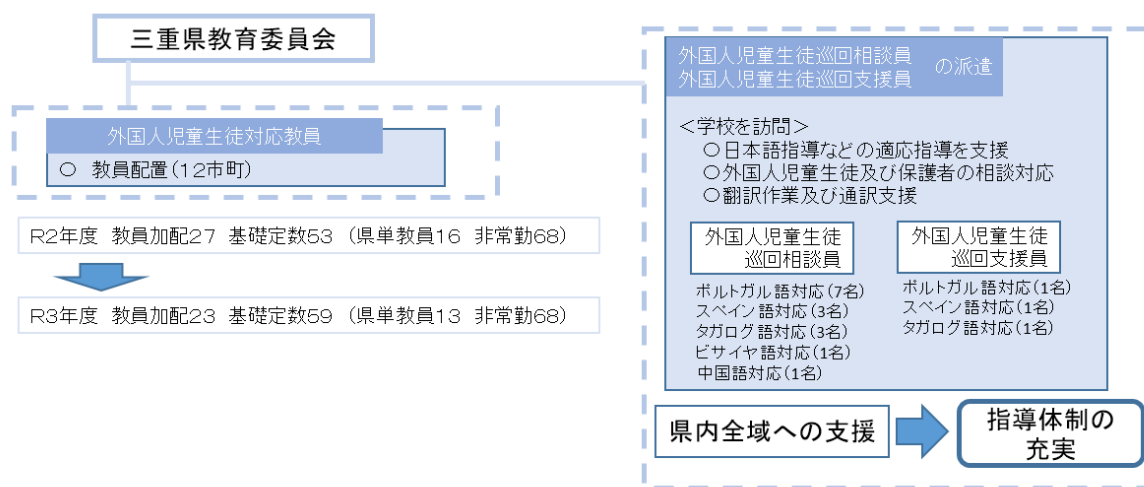 三重県教育委員会
外国人児童生徒対応教員
○ 教員配置(12市町)
R2年度 教員加配27 基礎定数53 (県単教員16 非常勤68)
R3年度 教員加配23 基礎定数59 (県単教員13 非常勤68)
外国人児童生徒巡回相談員
外国人児童生徒巡回支援員
の派遣
<学校を訪問>
○日本語指導などの適応指導を支援
○外国人児童生徒及び保護者の相談対応
○翻訳作業及び通訳支援
外国人児童生徒
巡回相談員
ポルトガル語対応(7名)
スペイン語対応(3名)
タガログ語対応(3名)
ビサイヤ語対応(1名)
中国語対応(1名)
外国人児童生徒
巡回支援員
ポルトガル語対応(1名)
スペイン語対応(1名)
タガログ語対応(1名)
県内全域への支援
指導体制の
充実